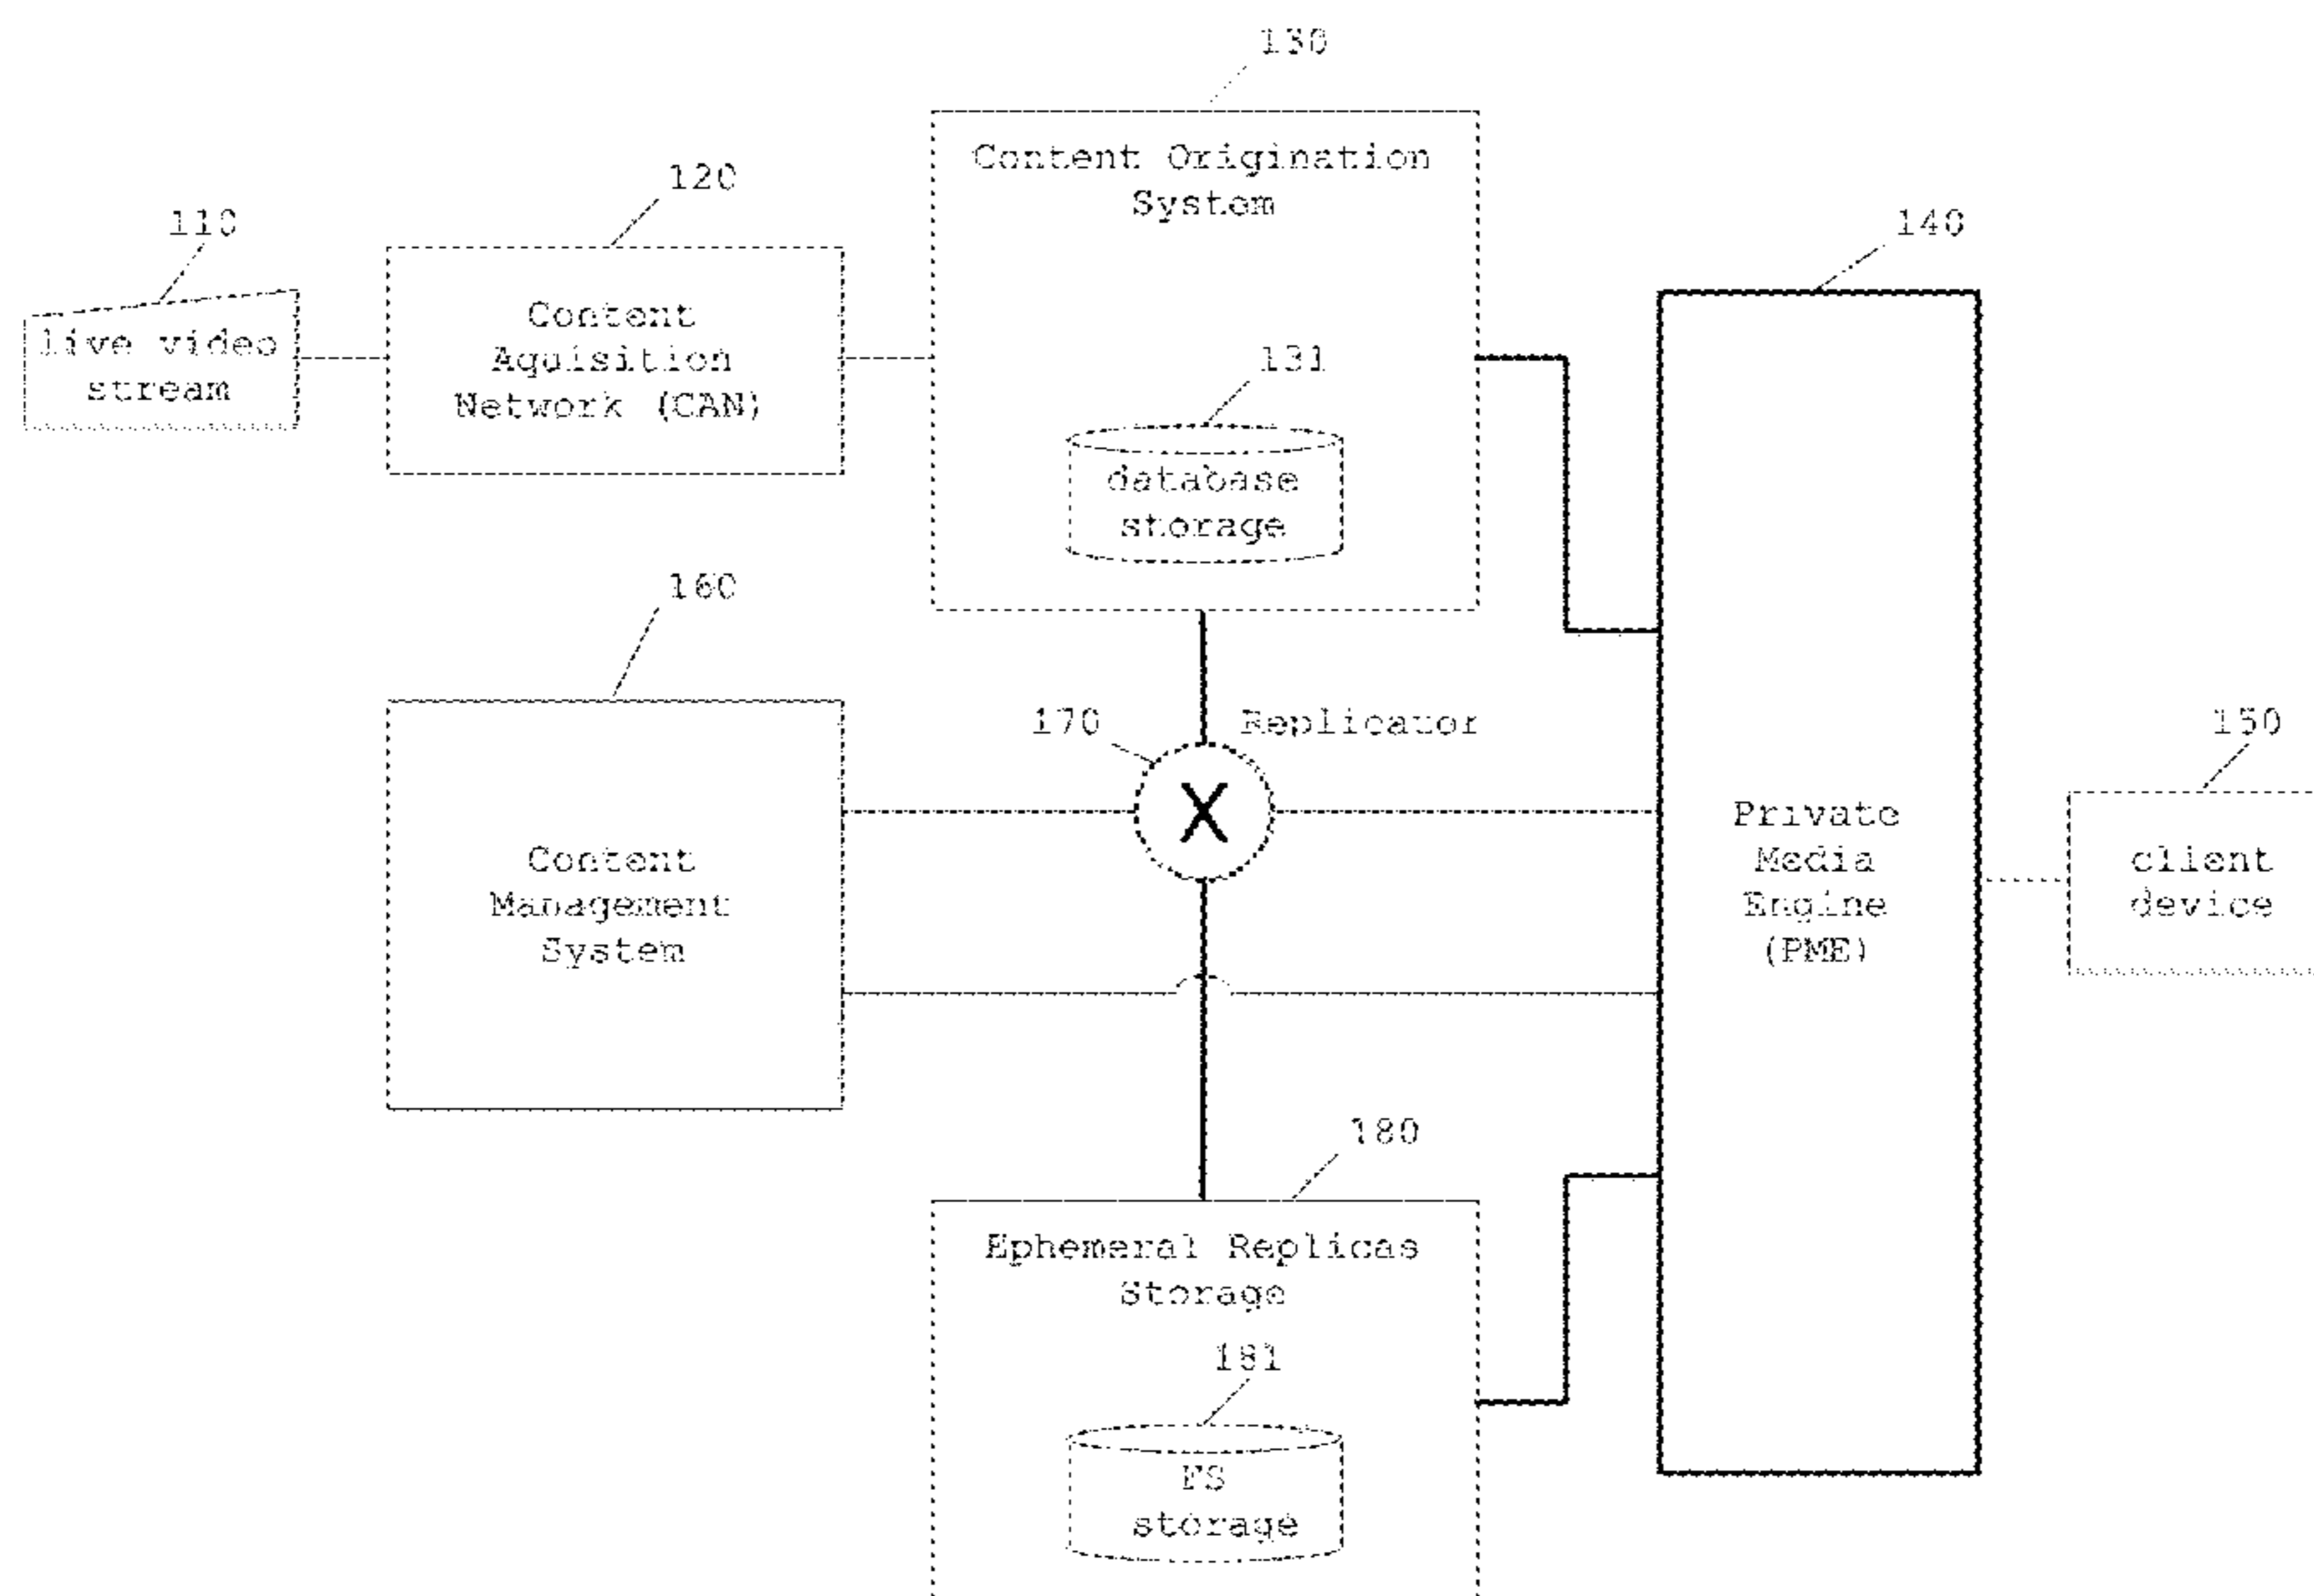 130
Content Origination
System
120
110
140
Content
Aquisition
Network (CAN)
live video
stream
131
database
storage
160
170
Replicator
150
X
Private
Media
Engine
(PME)
client
device
Content
Management
System
180
Ephemeral Replicas
Storage
181
FS
storage